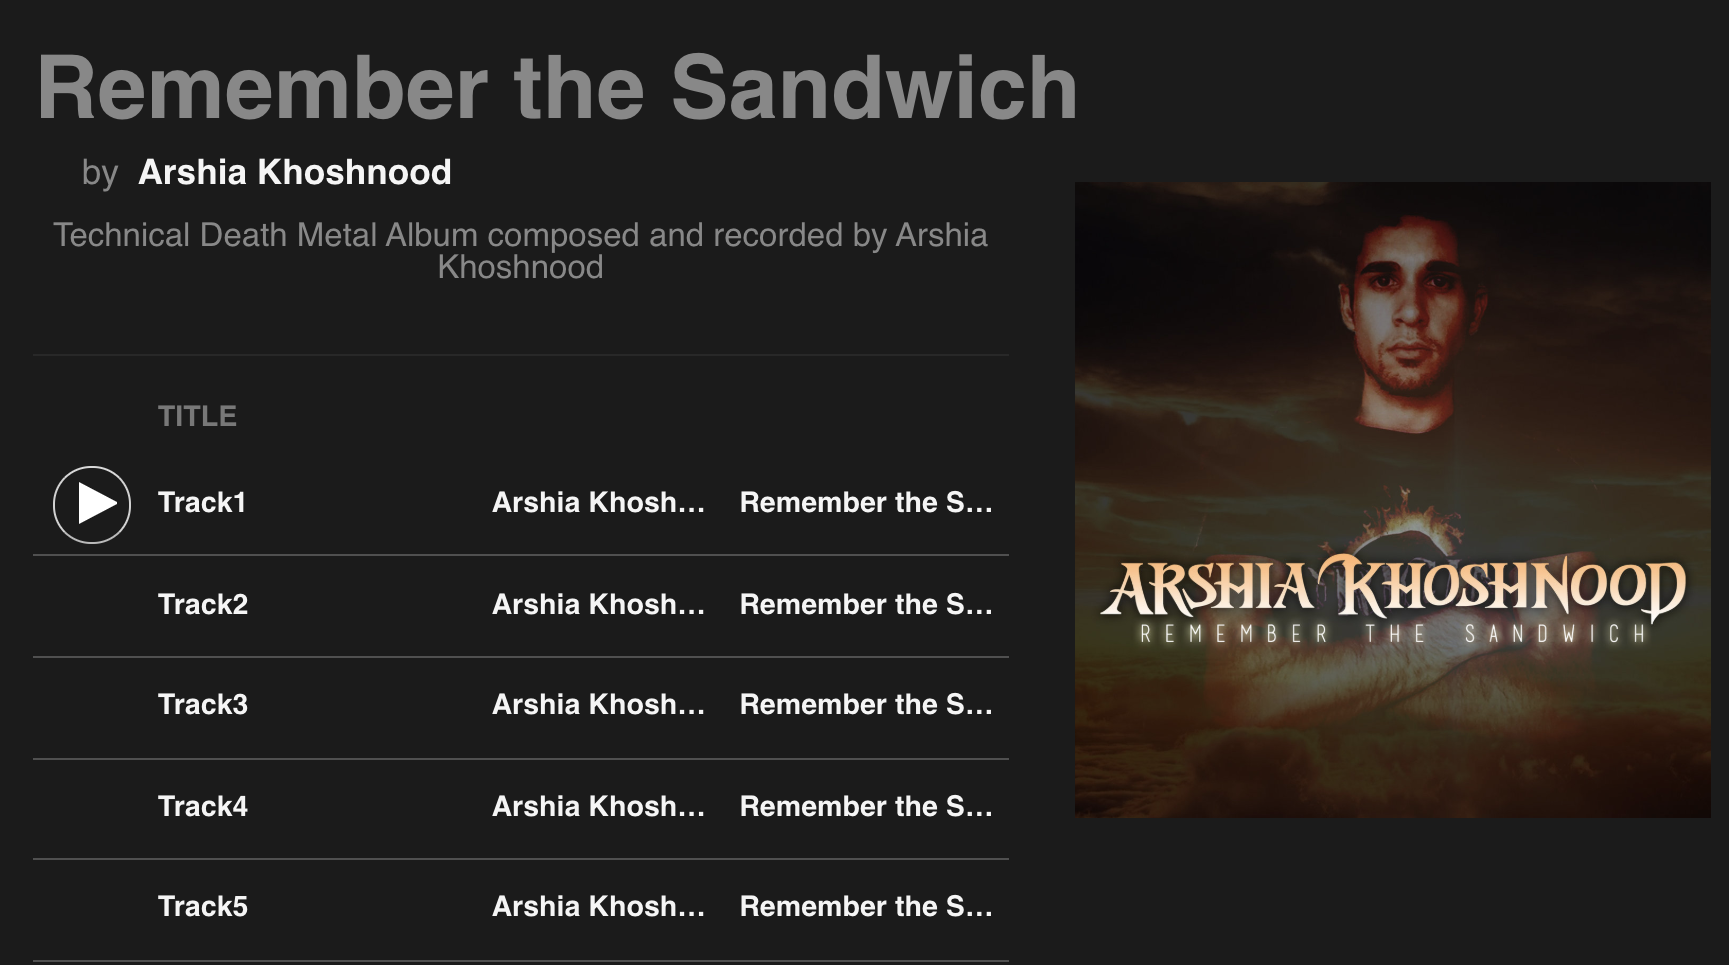 Remember the Sandwich
by Arshia Khoshnood
Technical Death Metal Album composed and recorded by Arshia
Khoshnood
TITLE
Track1 Arshia Khosh... Remember the S...
Track2 Arshia Khosh... Remember the S...
Track3 Arshia Khosh... Remember the S...
Track4 Arshia Khosh... Remember the S...
Track5 Arshia Khosh... Remember the S...
ARSHIA KHOSHNOOD
REMEMBER THE SANDWICH